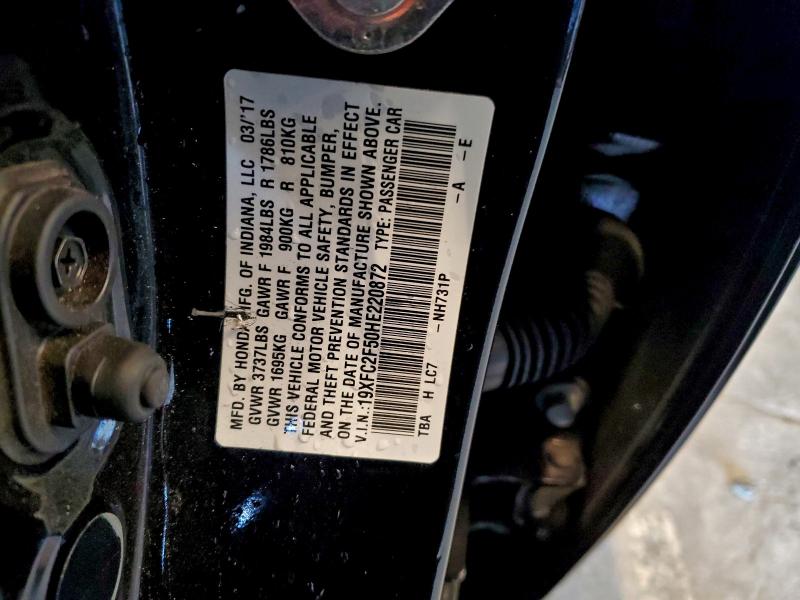 MFD. BY HONDA MFG. OF INDIANA, LLC 03/'17
GVWR 3737LBS GAWR F 1984LBS R 1786LBS
GVWR 1695KG GAWR F 900KG R 810KG
THIS VEHICLE CONFORMS TO ALL APPLICABLE
FEDERAL MOTOR VEHICLE SAFETY, BUMPER,
AND THEFT PREVENTION STANDARDS IN EFFECT
ON THE DATE OF MANUFACTURE SHOWN ABOVE.
V.I.N.:19XFC2F50HE220872 TYPE: PASSENGER CAR
TBA H LC7 -NH731P -A -E